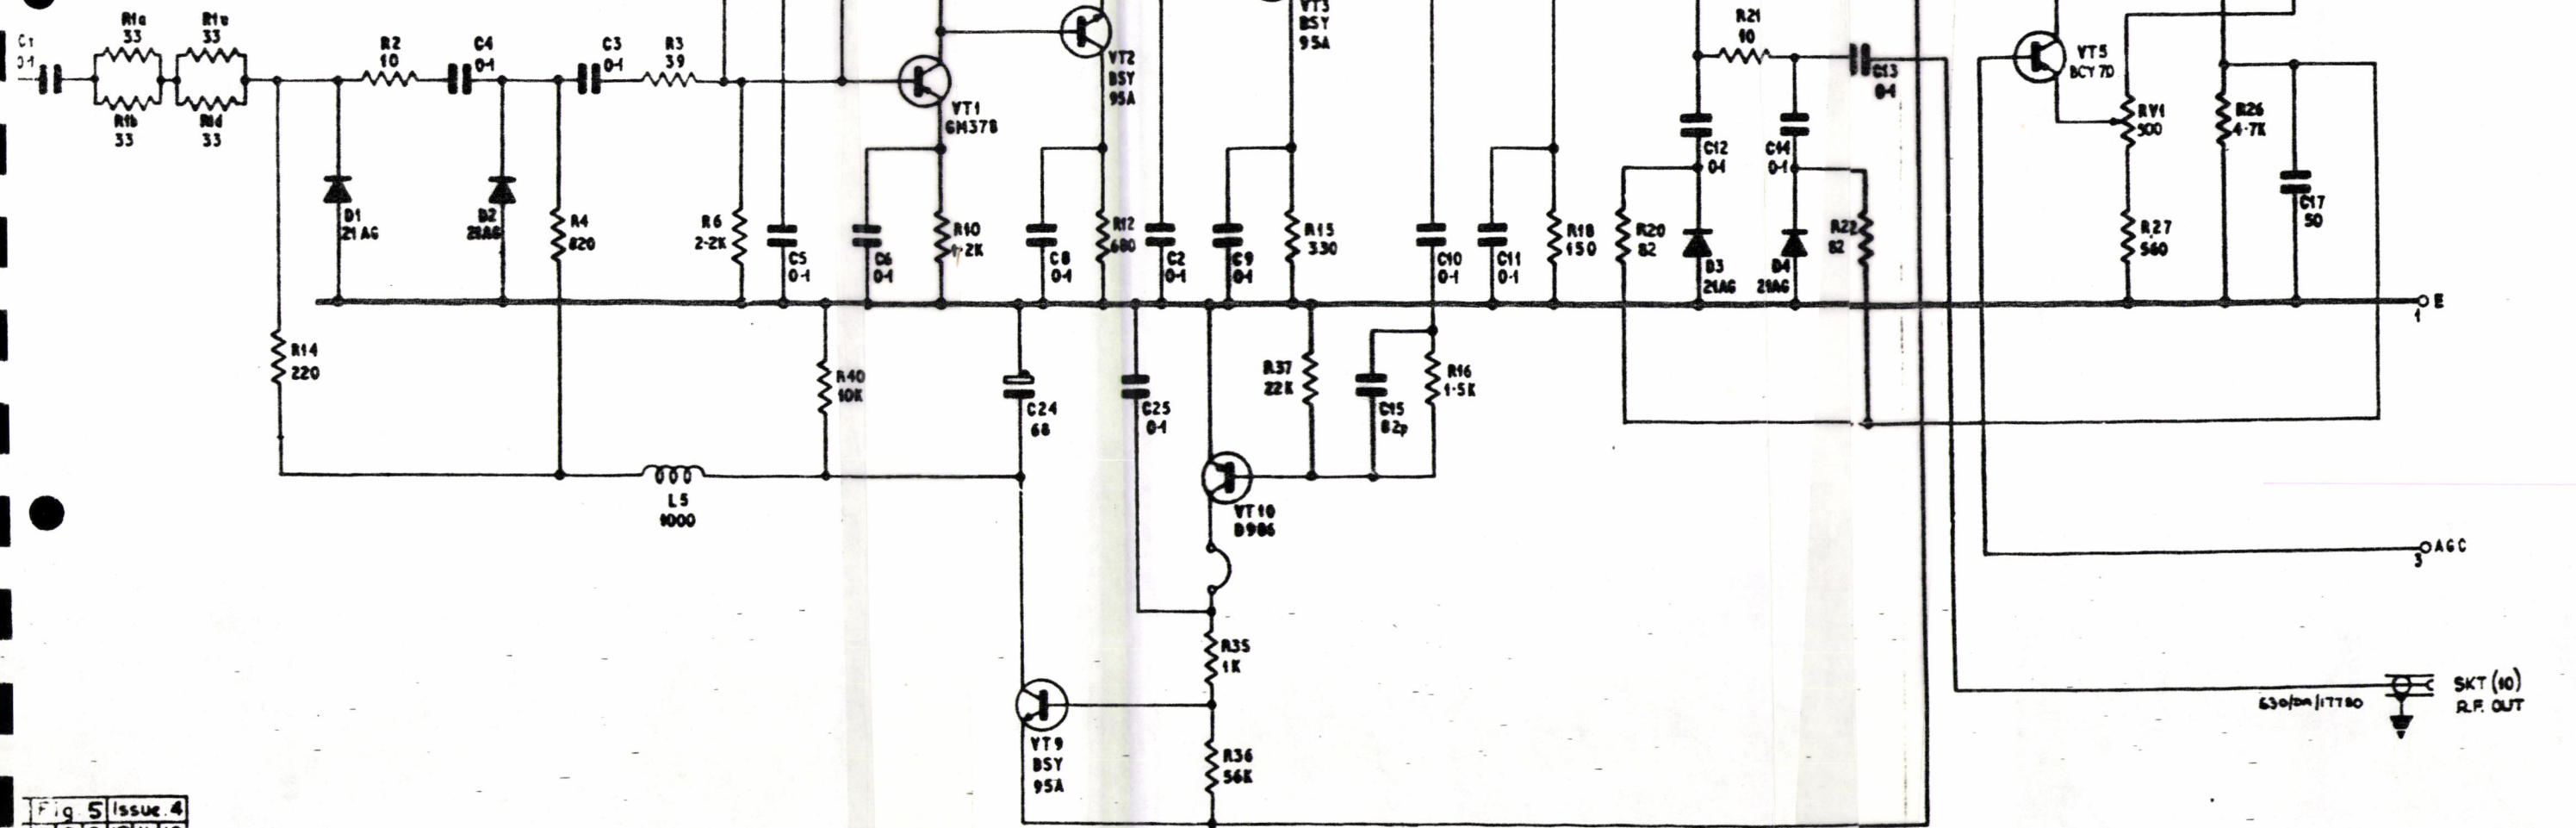 R1a
33
R1c
33
C1
0·1
R1b
33
R1d
33
R2
10
C4
0·1
C3
0·1
R3
39
VT1
GM378
VT2
BSY
95A
VT3
BSY
95A
R21
10
C13
0·1
VT5
BCY 70
RV1
500
R26
4·7K
C17
50
D1
21AG
D2
21AG
R4
820
R6
2·2K
C5
0·1
C6
0·1
R10
1·2K
C8
0·1
R12
680
C2
0·1
C9
0·1
R15
330
C10
0·1
C11
0·1
R18
150
R20
82
C12
0·1
C14
0·1
D3
21AG
D4
21AG
R22
82
R27
560
E
1
R14
220
R40
10K
C24
68
C25
0·1
R37
22K
C15
82p
R16
1·5K
L5
1000
VT10
D986
AGC
3
R35
1K
VT9
BSY
95A
R36
56K
630/DA/17780
SKT (10)
R.F. OUT
Fig. 5 Issue. 4